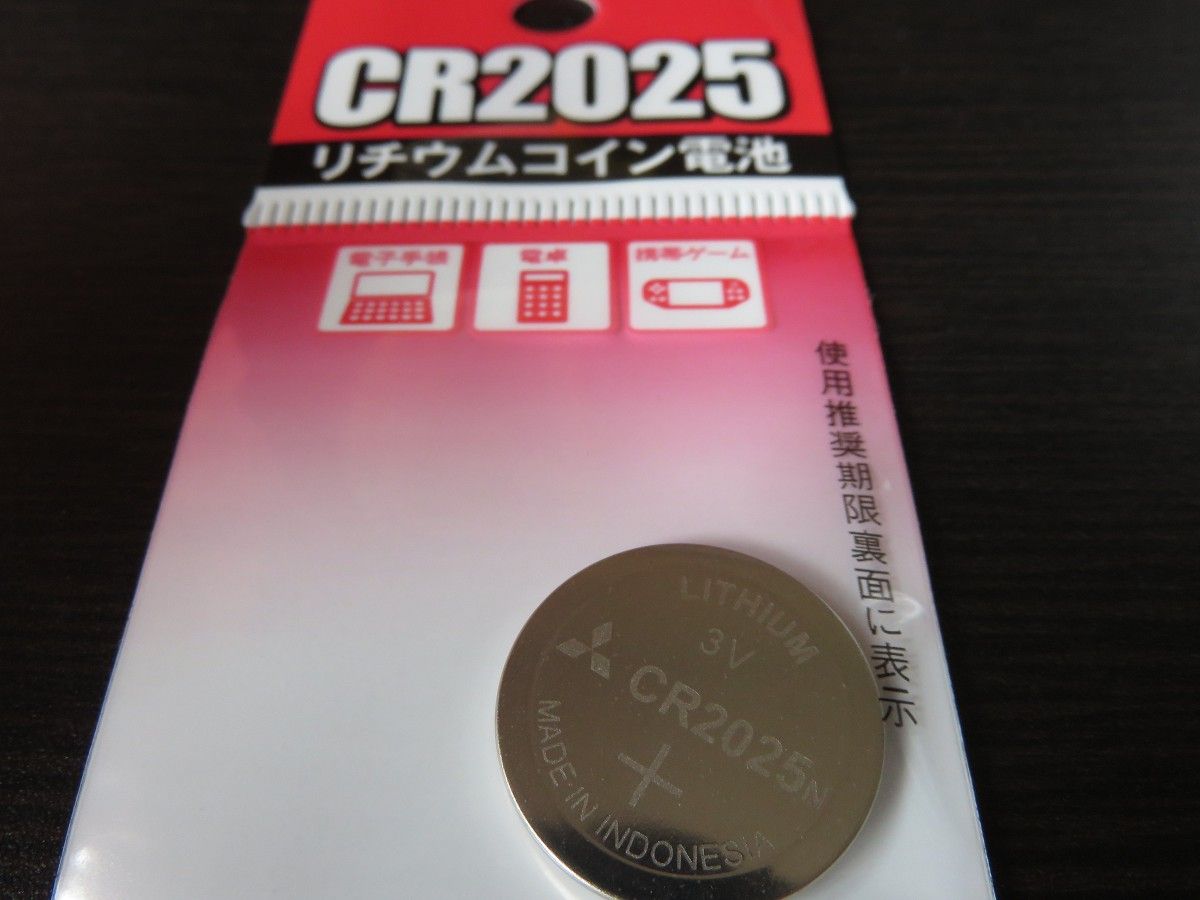 CR2025
リチウムコイン電池
電子手帳
電卓
携帯ゲーム
使用推奨期限裏面に表示
LITHIUM
3V
CR2025N
+
MADE IN INDONESIA